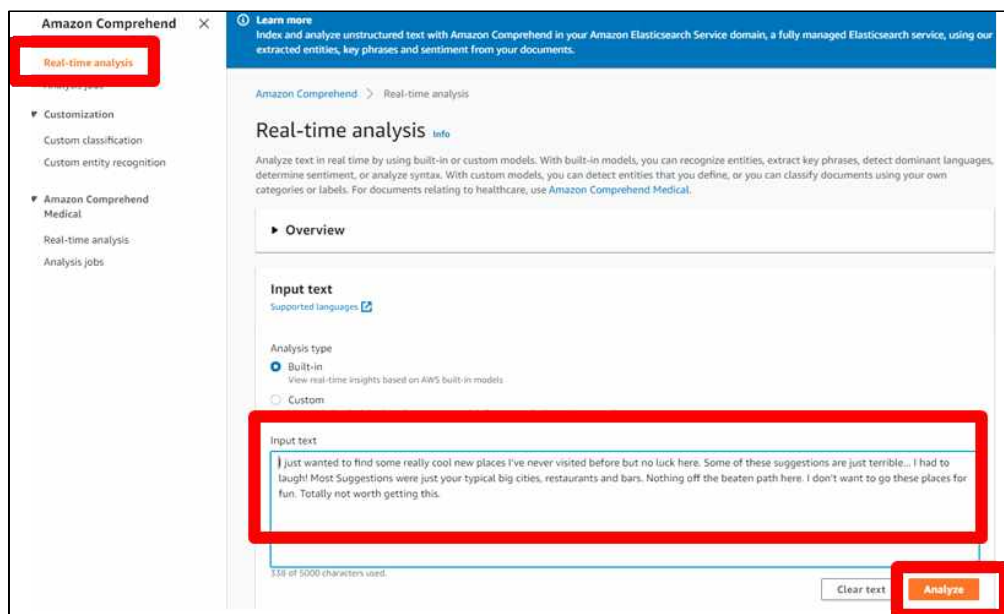 Amazon Comprehend
Real-time analysis
Analysis jobs
Customization
Custom classification
Custom entity recognition
Amazon Comprehend
Medical
Real-time analysis
Analysis jobs
Learn more
Index and analyze unstructured text with Amazon Comprehend in your Amazon Elasticsearch Service domain, a fully managed Elasticsearch service, using our
extracted entities, key phrases and sentiment from your documents.
Amazon Comprehend > Real-time analysis
Real-time analysis Info
Analyze text in real time by using built-in or custom models. With built-in models, you can recognize entities, extract key phrases, detect dominant languages,
determine sentiment, or analyze syntax. With custom models, you can detect entities that you define, or you can classify documents using your own
categories or labels. For documents relating to healthcare, use Amazon Comprehend Medical.
Overview
Input text
Supported languages
Analysis type
Built-in
View real-time insights based on AWS built-in models
Custom
Input text
I just wanted to find some really cool new places I've never visited before but no luck here. Some of these suggestions are just terrible... I had to
laugh! Most Suggestions were just your typical big cities, restaurants and bars. Nothing off the beaten path here. I don't want to go these places for
fun. Totally not worth getting this.
338 of 5000 characters used.
Clear text
Analyze